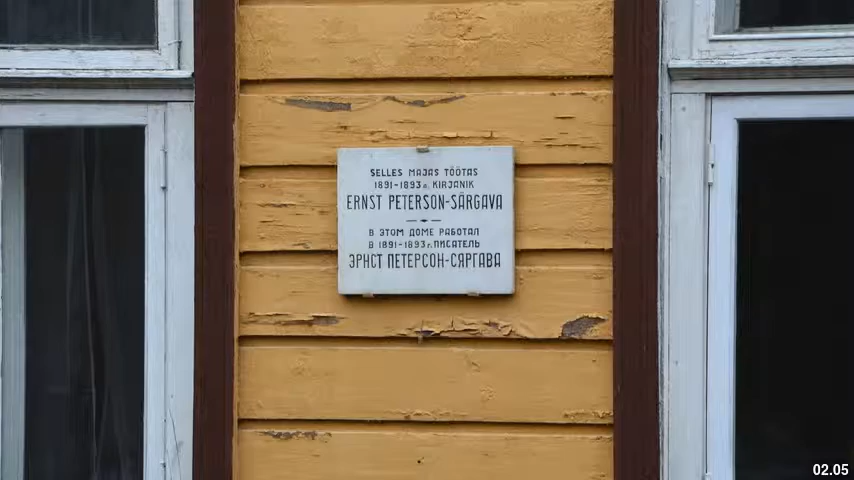 SELLES MAJAS TÖÖTAS
1891-1893 a. KIRJANIK
ERNST PETERSON-SÄRGAVA
В ЭТОМ ДОМЕ РАБОТАЛ
В 1891-1893 г. ПИСАТЕЛЬ
ЭРНСТ ПЕТЕРСОН-СЯРГАВА
02.05